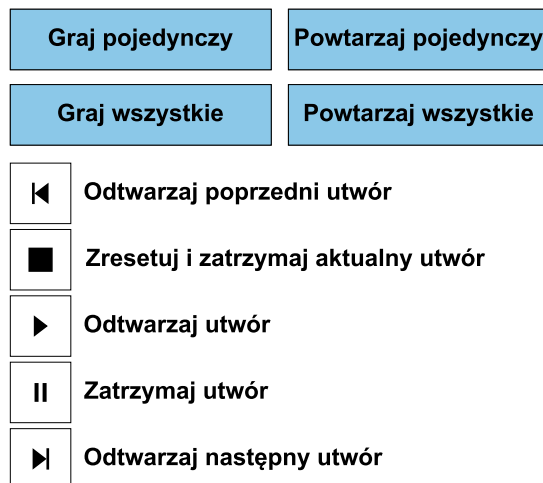 Graj pojedynczy
Powtarzaj pojedynczy
Graj wszystkie
Powtarzaj wszystkie
Odtwarzaj poprzedni utwór
Zresetuj i zatrzymaj aktualny utwór
Odtwarzaj utwór
Zatrzymaj utwór
Odtwarzaj następny utwór